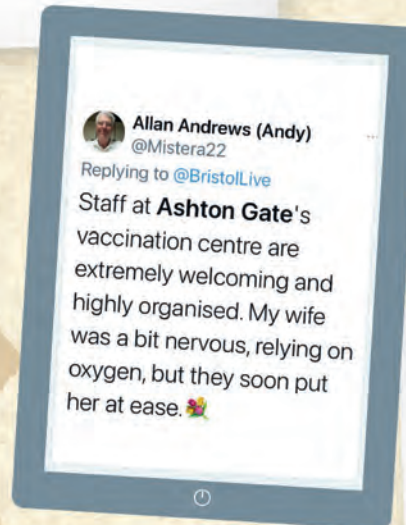 Allan Andrews (Andy)
@Mistera22
Replying to @BristolLive
Staff at Ashton Gate's
vaccination centre are
extremely welcoming and
highly organised. My wife
was a bit nervous, relying on
oxygen, but they soon put
her at ease.💐